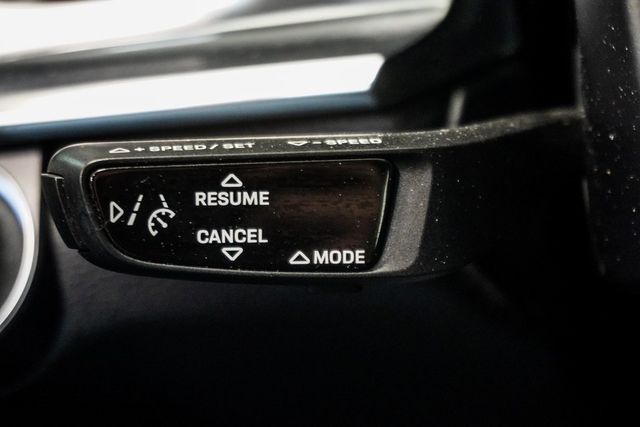 + SPEED / SET - SPEED
RESUME
CANCEL
MODE